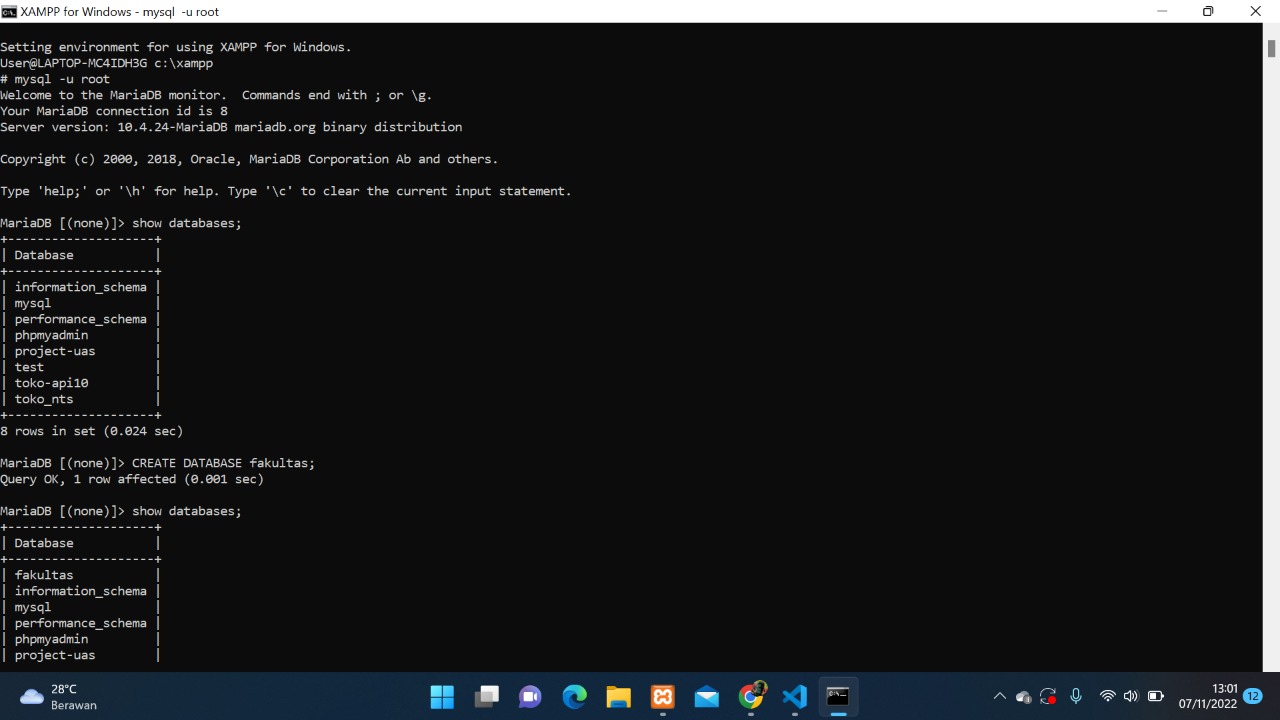 XAMPP for Windows - mysql  -u root
Setting environment for using XAMPP for Windows.
User@LAPTOP-MC4IDH3G c:\xampp
# mysql -u root
Welcome to the MariaDB monitor.  Commands end with ; or \g.
Your MariaDB connection id is 8
Server version: 10.4.24-MariaDB mariadb.org binary distribution
Copyright (c) 2000, 2018, Oracle, MariaDB Corporation Ab and others.
Type 'help;' or '\h' for help. Type '\c' to clear the current input statement.
MariaDB [(none)]> show databases;
+--------------------+
| Database           |
+--------------------+
| information_schema |
| mysql              |
| performance_schema |
| phpmyadmin         |
| project-uas        |
| test               |
| toko-api10         |
| toko_nts           |
+--------------------+
8 rows in set (0.024 sec)
MariaDB [(none)]> CREATE DATABASE fakultas;
Query OK, 1 row affected (0.001 sec)
MariaDB [(none)]> show databases;
+--------------------+
| Database           |
+--------------------+
| fakultas           |
| information_schema |
| mysql              |
| performance_schema |
| phpmyadmin         |
| project-uas        |
28°C
Berawan
13:01
07/11/2022
12